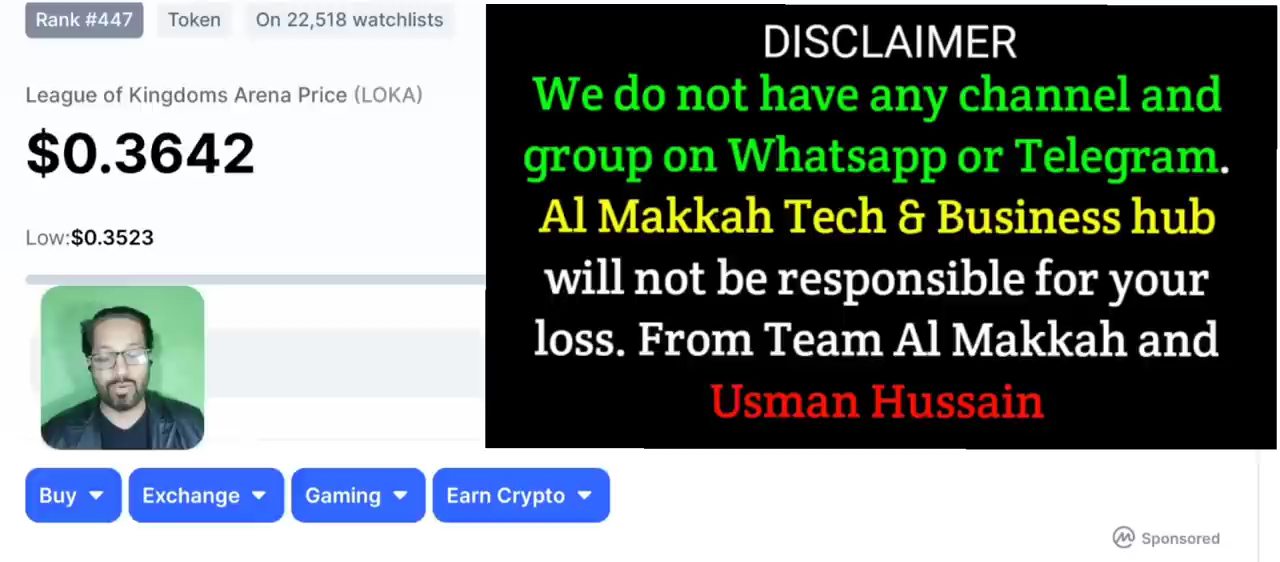 Rank #447 Token On 22,518 watchlists
League of Kingdoms Arena Price (LOKA)
$0.3642
Low:$0.3523
DISCLAIMER
We do not have any channel and
group on Whatsapp or Telegram.
Al Makkah Tech & Business hub
will not be responsible for your
loss. From Team Al Makkah and
Usman Hussain
Buy Exchange Gaming Earn Crypto
Sponsored